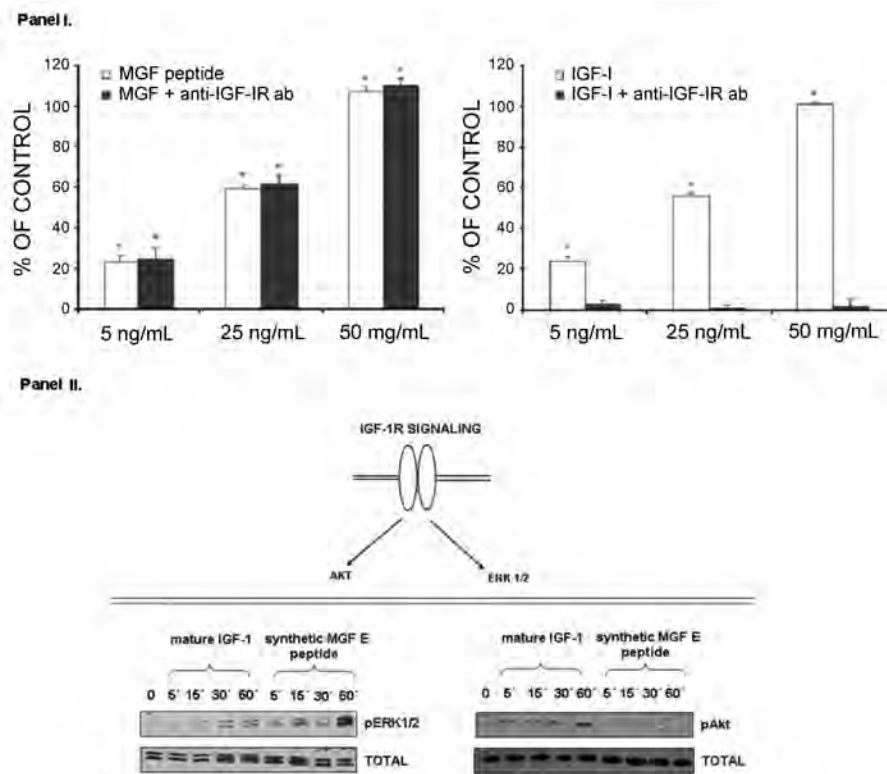 Panel I.
120
100
80
60
40
20
0
% OF CONTROL
MGF peptide
MGF + anti-IGF-IR ab
* * * * * *
5 ng/mL 25 ng/mL 50 mg/mL
120
100
80
60
40
20
0
% OF CONTROL
IGF-I
IGF-I + anti-IGF-IR ab
* * *
5 ng/mL 25 ng/mL 50 mg/mL
Panel II.
IGF-1R SIGNALING
AKT ERK 1/2
mature IGF-1 synthetic MGF E
peptide
0 5´ 15´ 30´ 60´ 5´ 15´ 30´ 60´
pERK1/2
TOTAL
mature IGF-1 synthetic MGF E
peptide
0 5´ 15´ 30´ 60´ 5´ 15´ 30´ 60´
pAkt
TOTAL